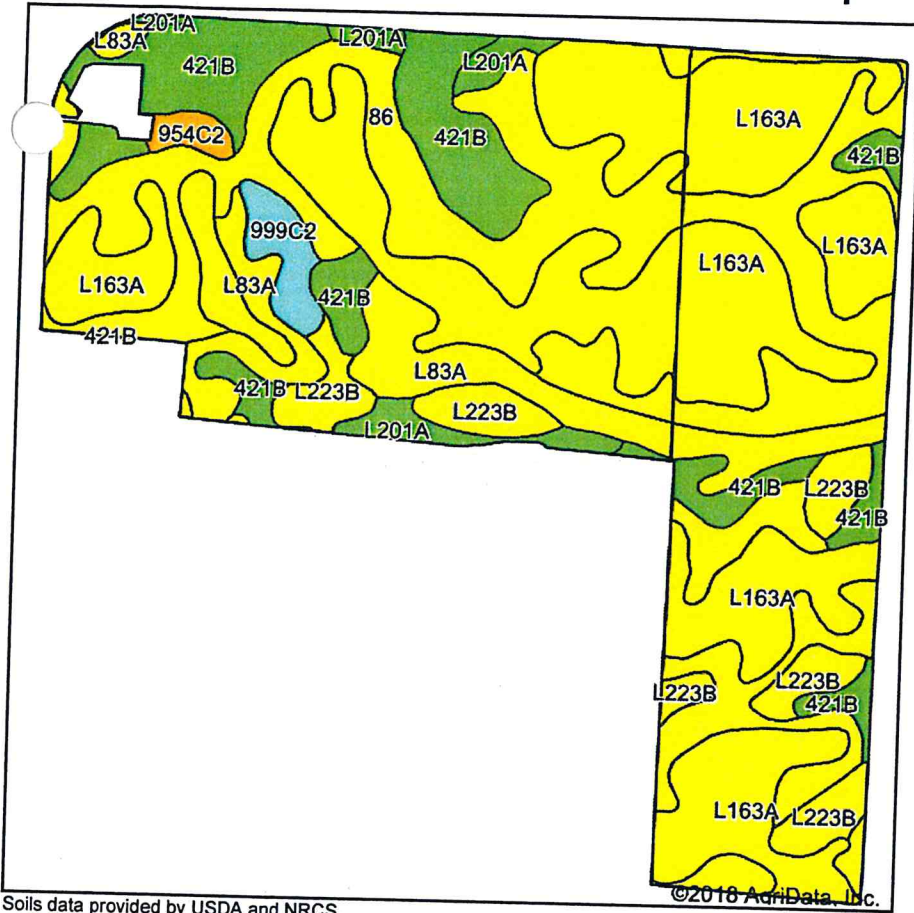 L201A
L83A
L201A
421B
L201A
86
L163A
954C2
421B
421B
999C2
L163A
L163A
L83A
L163A
421B
421B
L83A
421B
L223B
L223B
L201A
421B
L223B
421B
L163A
L223B
L223B
421B
L163A
L223B
©2018 AgriData, Inc.
Soils data provided by USDA and NRCS.